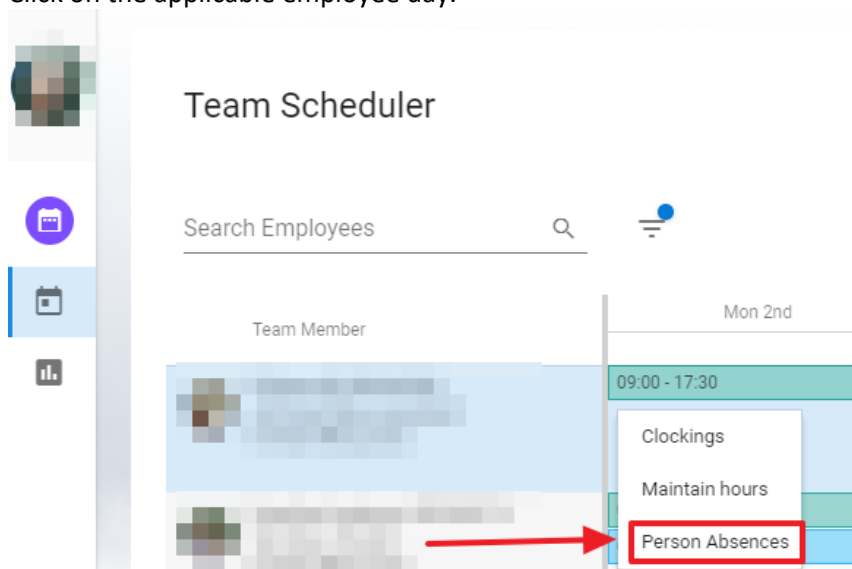 Click on the applicable employee day.
Team Scheduler
Search Employees
Team Member
Mon 2nd
09:00 - 17:30
Clockings
Maintain hours
Person Absences